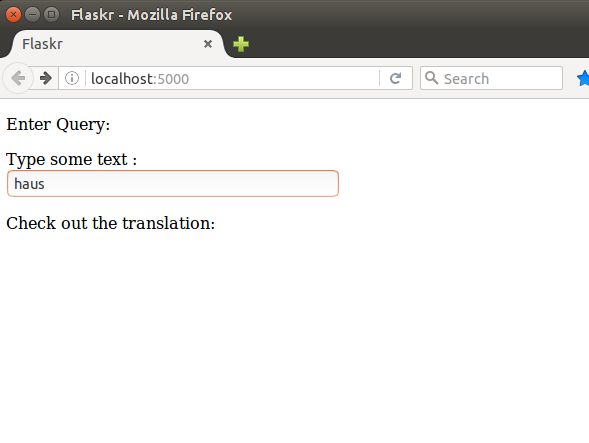 Flaskr - Mozilla Firefox
Flaskr
localhost:5000
Search
Enter Query:
Type some text :
haus
Check out the translation: